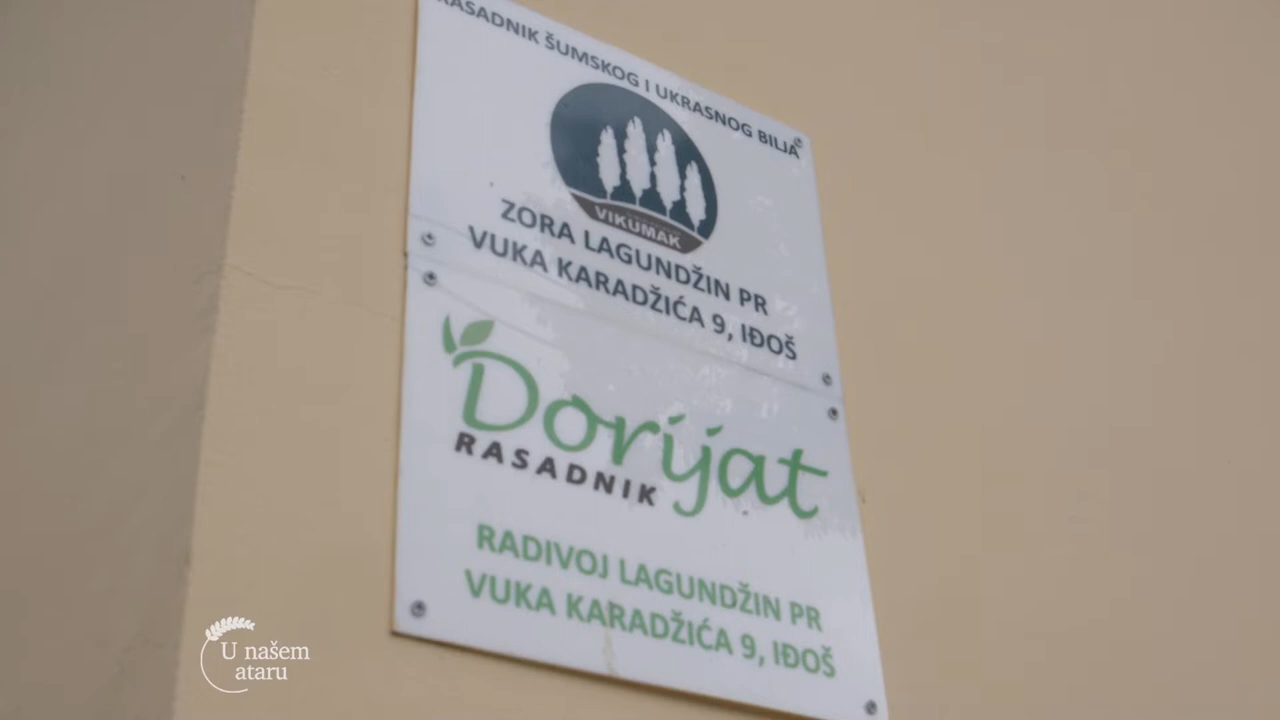 RASADNIK ŠUMSKOG I UKRASNOG BILJA
VIKUMAK
ZORA LAGUNDŽIN PR
VUKA KARADŽIĆA 9, IĐOŠ
Dorijat
RASADNIK
RADIVOJ LAGUNDŽIN PR
VUKA KARADŽIĆA 9, IĐOŠ
U našem
ataru